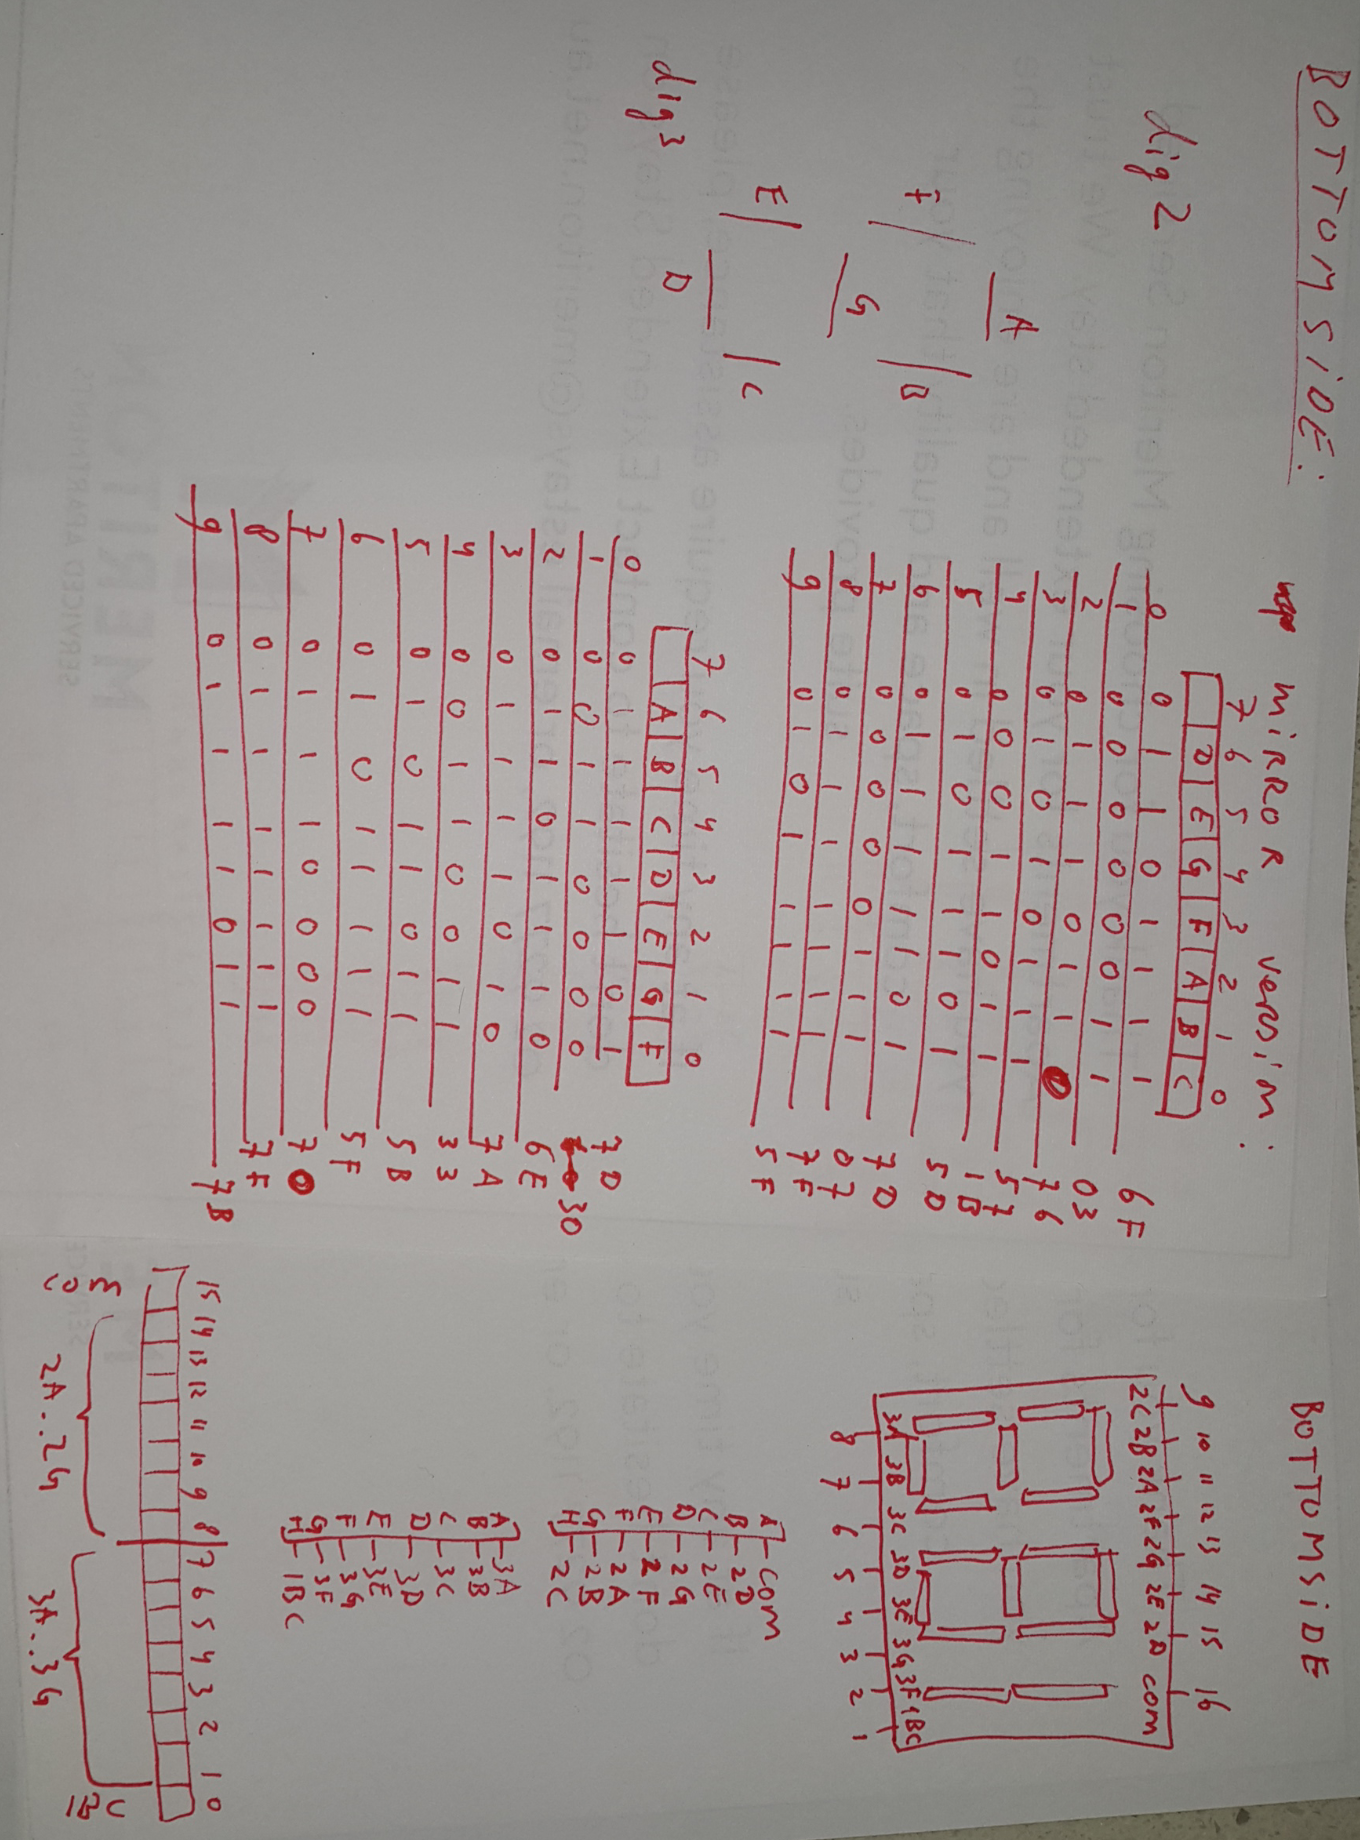 BOTTOMSIDE:
MIRROR version:
dig 2
A
F
B
G
E
C
D
7 6 5 4 3 2 1 0
D E G F A B C
0 0 1 1 0 1 1 1 1 6F
1 0 0 0 0 0 0 1 1 03
2 0 1 1 1 0 1 1 0 76
3 0 1 0 1 0 1 1 1 57
4 0 0 0 1 1 0 1 1 1B
5 0 1 0 1 1 1 0 1 5D
6 0 1 1 1 1 1 0 1 7D
7 0 0 0 0 0 1 1 1 07
8 0 1 1 1 1 1 1 1 7F
9 0 1 0 1 1 1 1 1 5F
dig3
7 6 5 4 3 2 1 0
A B C D E G F
0 0 1 1 1 1 1 0 1 7D
1 0 0 1 1 0 0 0 0 30
2 0 1 1 0 1 1 1 0 6E
3 0 1 1 1 1 0 1 0 7A
4 0 0 1 1 0 0 1 1 33
5 0 1 0 1 1 0 1 1 5B
6 0 1 0 1 1 1 1 1 5F
7 0 1 1 1 0 0 0 0 70
8 0 1 1 1 1 1 1 1 7F
9 0 1 1 1 1 0 1 1 7B
BOTTOMSIDE
9 10 11 12 13 14 15 16
2C 2B 2A 2F 2G 2E 2D COM
3A 3B 3C 3D 3E 3G 3F 1BC
8 7 6 5 4 3 2 1
A COM
B 2D
C 2E
D 2G
E 2F
F 2A
G 2B
H 2C
A 3A
B 3B
C 3C
D 3D
E 3E
F 3G
G 3F
H 1BC
15 14 13 12 11 10 9 8 7 6 5 4 3 2 1 0
2A..2G
3A..3G
MERITON
SERVICED APARTMENTS